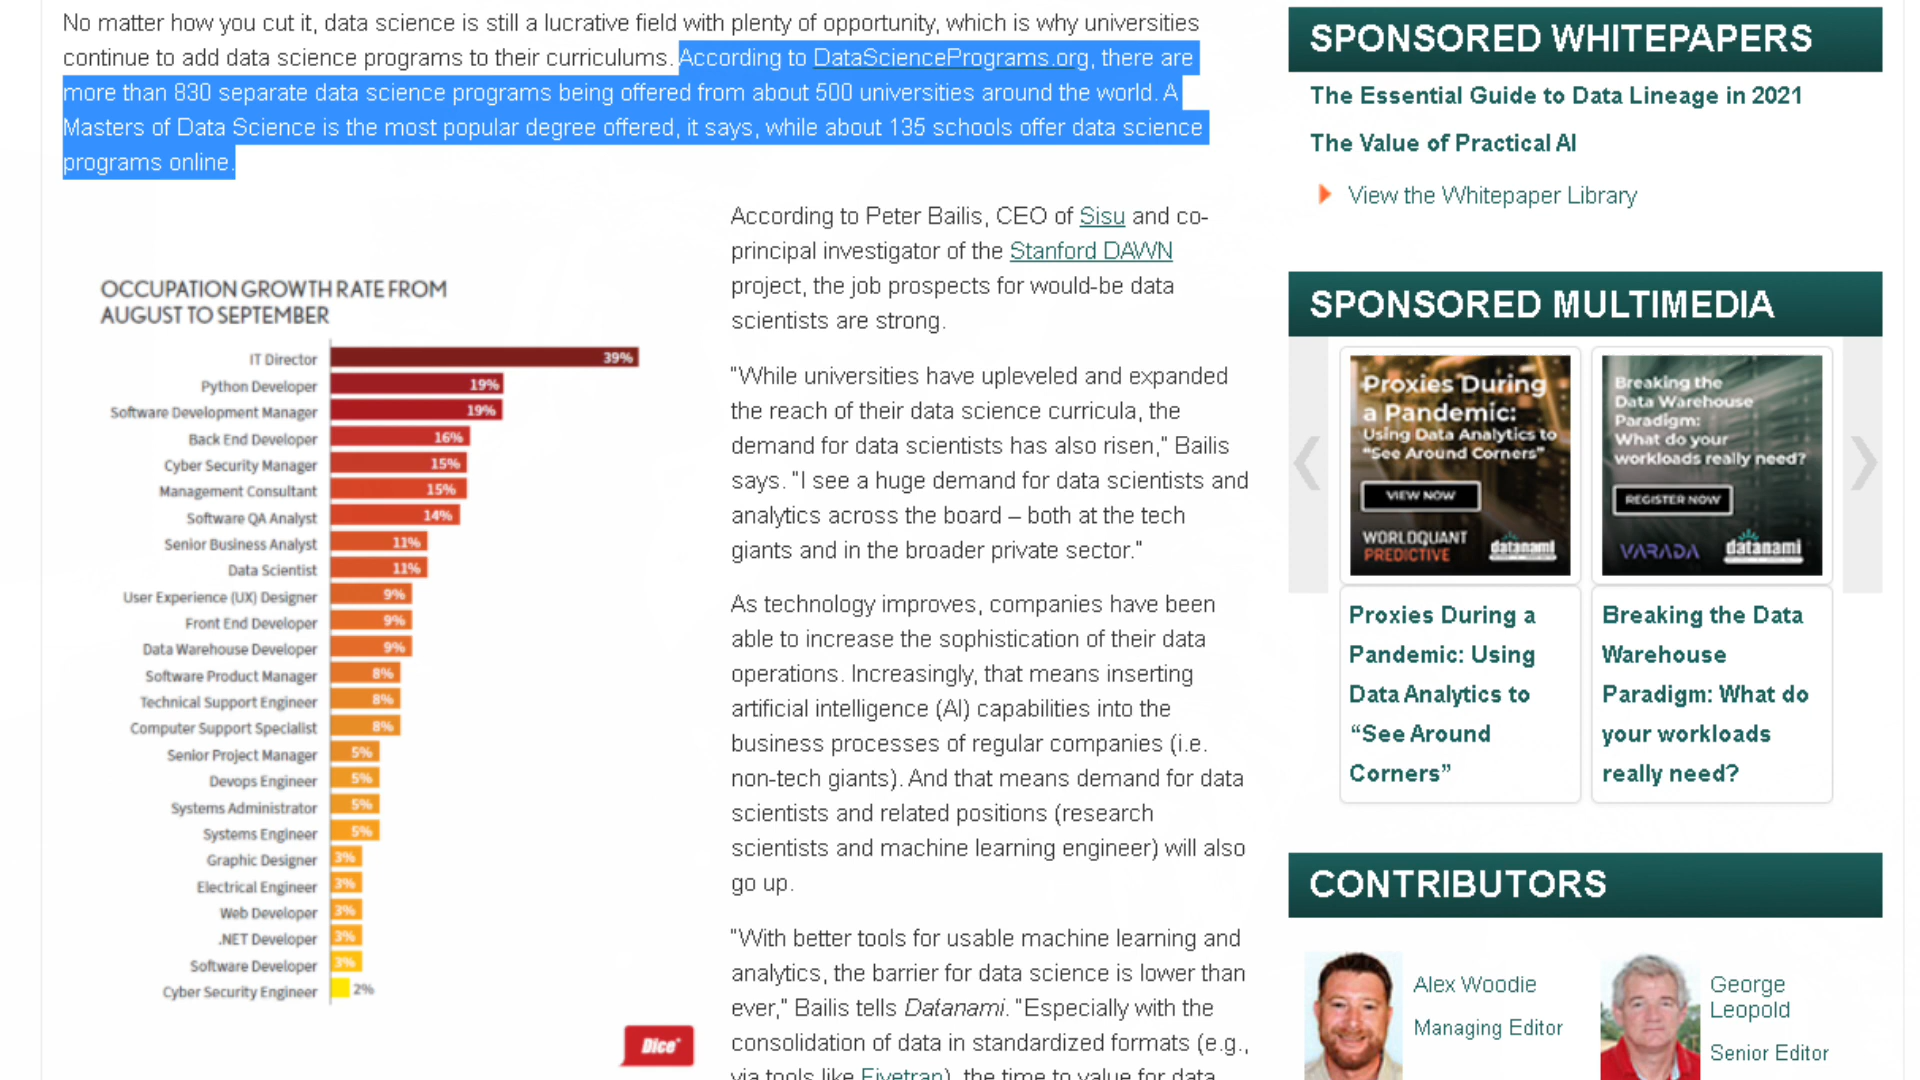 No matter how you cut it, data science is still a lucrative field with plenty of opportunity, which is why universities
continue to add data science programs to their curriculums. According to DataSciencePrograms.org, there are
more than 830 separate data science programs being offered from about 500 universities around the world. A
Masters of Data Science is the most popular degree offered, it says, while about 135 schools offer data science
programs online.
OCCUPATION GROWTH RATE FROM
AUGUST TO SEPTEMBER
IT Director 39%
Python Developer 19%
Software Development Manager 19%
Back End Developer 16%
Cyber Security Manager 15%
Management Consultant 15%
Software QA Analyst 14%
Senior Business Analyst 11%
Data Scientist 11%
User Experience (UX) Designer 9%
Front End Developer 9%
Data Warehouse Developer 9%
Software Product Manager 8%
Technical Support Engineer 8%
Computer Support Specialist 8%
Senior Project Manager 5%
Devops Engineer 5%
Systems Administrator 5%
Systems Engineer 5%
Graphic Designer 3%
Electrical Engineer 3%
Web Developer 3%
.NET Developer 3%
Software Developer 3%
Cyber Security Engineer 2%
Dice
According to Peter Bailis, CEO of Sisu and co-
principal investigator of the Stanford DAWN
project, the job prospects for would-be data
scientists are strong.
"While universities have upleveled and expanded
the reach of their data science curricula, the
demand for data scientists has also risen," Bailis
says. "I see a huge demand for data scientists and
analytics across the board – both at the tech
giants and in the broader private sector."
As technology improves, companies have been
able to increase the sophistication of their data
operations. Increasingly, that means inserting
artificial intelligence (AI) capabilities into the
business processes of regular companies (i.e.
non-tech giants). And that means demand for data
scientists and related positions (research
scientists and machine learning engineer) will also
go up.
"With better tools for usable machine learning and
analytics, the barrier for data science is lower than
ever," Bailis tells Datanami. "Especially with the
consolidation of data in standardized formats (e.g.,
via tools like Fivetran), the time to value for data
SPONSORED WHITEPAPERS
The Essential Guide to Data Lineage in 2021
The Value of Practical AI
View the Whitepaper Library
SPONSORED MULTIMEDIA
Proxies During
a Pandemic:
Using Data Analytics to
"See Around Corners"
VIEW NOW
WORLDQUANT
PREDICTIVE
datanami
Breaking the
Data Warehouse
Paradigm:
What do your
workloads really need?
REGISTER NOW
VARADA
datanami
Proxies During a
Pandemic: Using
Data Analytics to
“See Around
Corners”
Breaking the Data
Warehouse
Paradigm: What do
your workloads
really need?
CONTRIBUTORS
Alex Woodie
Managing Editor
George
Leopold
Senior Editor